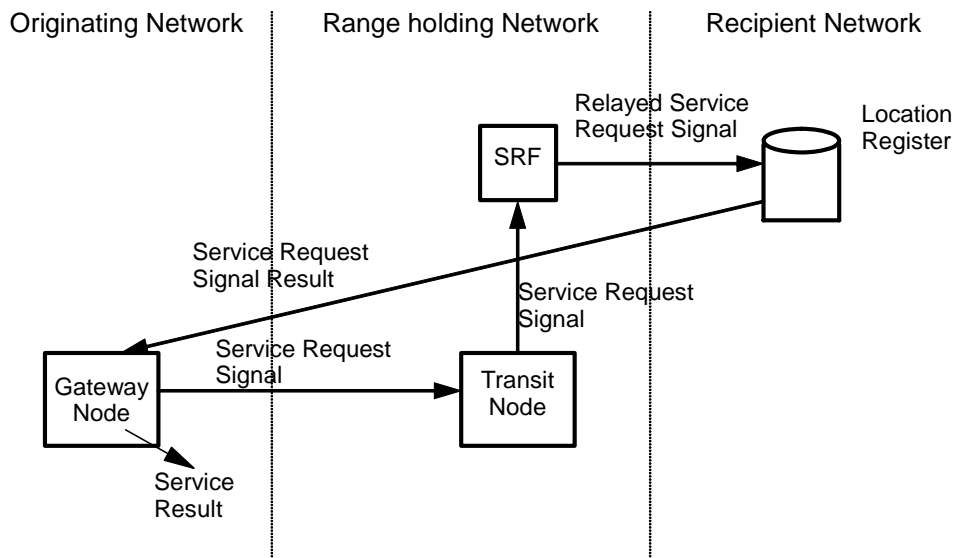 Originating Network
Range holding Network
Recipient Network
Relayed Service
Request Signal
Location
Register
SRF
Service Request
Signal Result
Service Request
Signal
Service Request
Signal
Gateway
Node
Transit
Node
Service
Result